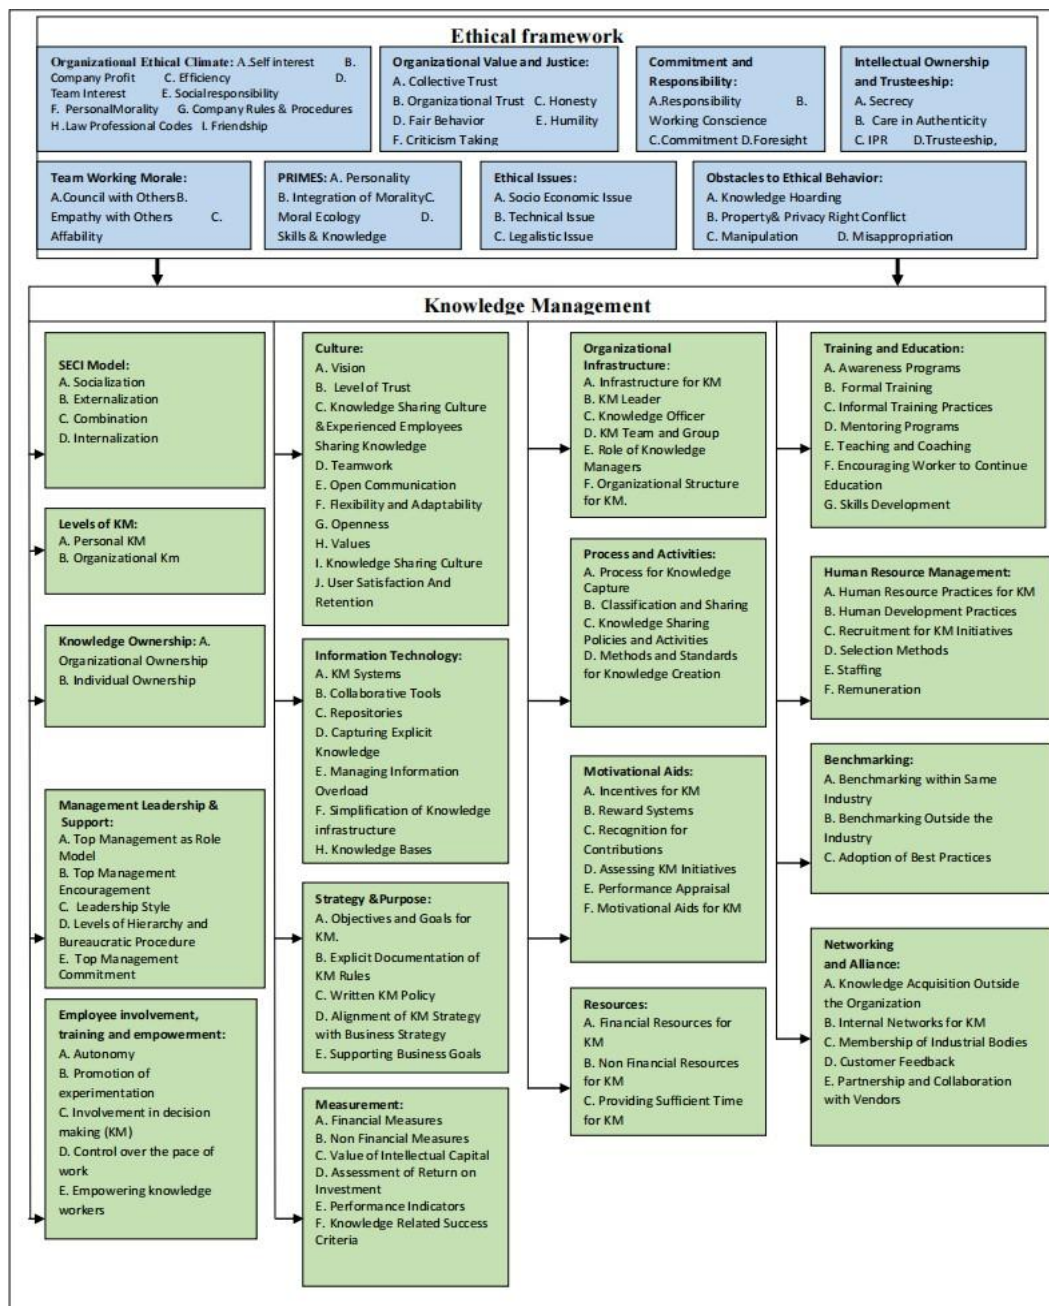 Ethical framework
Organizational Ethical Climate: A.Self interest B.
Company Profit C. Efficiency D.
Team Interest E. Socialresponsibility
F. PersonalMorality G. Company Rules & Procedures
H .Law Professional Codes I. Friendship
Organizational Value and Justice:
A. Collective Trust
B. Organizational Trust C. Honesty
D. Fair Behavior E. Humility
F. Criticism Taking
Commitment and
Responsibility:
A.Responsibility B.
Working Conscience
C.Commitment D.Foresight
Intellectual Ownership
and Trusteeship:
A. Secrecy
B. Care in Authenticity
C. IPR D.Trusteeship,
Team Working Morale:
A.Council with OthersB.
Empathy with Others C.
Affability
PRIMES: A. Personality
B. Integration of MoralityC.
Moral Ecology D.
Skills & Knowledge
Ethical Issues:
A. Socio Economic Issue
B. Technical Issue
C. Legalistic Issue
Obstacles to Ethical Behavior:
A. Knowledge Hoarding
B. Property& Privacy Right Conflict
C. Manipulation D. Misappropriation
Knowledge Management
SECI Model:
A. Socialization
B. Externalization
C. Combination
D. Internalization
Levels of KM:
A. Personal KM
B. Organizational Km
Knowledge Ownership: A.
Organizational Ownership
B. Individual Ownership
Management Leadership &
Support:
A. Top Management as Role
Model
B. Top Management
Encouragement
C. Leadership Style
D. Levels of Hierarchy and
Bureaucratic Procedure
E. Top Management
Commitment
Employee involvement,
training and empowerment:
A. Autonomy
B. Promotion of
experimentation
C. Involvement in decision
making (KM)
D. Control over the pace of
work
E. Empowering knowledge
workers
Culture:
A. Vision
B. Level of Trust
C. Knowledge Sharing Culture
&Experienced Employees
Sharing Knowledge
D. Teamwork
E. Open Communication
F. Flexibility and Adaptability
G. Openness
H. Values
I. Knowledge Sharing Culture
J. User Satisfaction And
Retention
Information Technology:
A. KM Systems
B. Collaborative Tools
C. Repositories
D. Capturing Explicit
Knowledge
E. Managing Information
Overload
F. Simplification of Knowledge
infrastructure
H. Knowledge Bases
Strategy &Purpose:
A. Objectives and Goals for
KM.
B. Explicit Documentation of
KM Rules
C. Written KM Policy
D. Alignment of KM Strategy
with Business Strategy
E. Supporting Business Goals
Measurement:
A. Financial Measures
B. Non Financial Measures
C. Value of Intellectual Capital
D. Assessment of Return on
Investment
E. Performance Indicators
F. Knowledge Related Success
Criteria
Organizational
Infrastructure:
A. Infrastructure for KM
B. KM Leader
C. Knowledge Officer
D. KM Team and Group
E. Role of Knowledge
Managers
F. Organizational Structure
for KM.
Process and Activities:
A. Process for Knowledge
Capture
B. Classification and Sharing
C. Knowledge Sharing
Policies and Activities
D. Methods and Standards
for Knowledge Creation
Motivational Aids:
A. Incentives for KM
B. Reward Systems
C. Recognition for
Contributions
D. Assessing KM Initiatives
E. Performance Appraisal
F. Motivational Aids for KM
Resources:
A. Financial Resources for
KM
B. Non Financial Resources
for KM
C. Providing Sufficient Time
for KM
Training and Education:
A. Awareness Programs
B. Formal Training
C. Informal Training Practices
D. Mentoring Programs
E. Teaching and Coaching
F. Encouraging Worker to Continue
Education
G. Skills Development
Human Resource Management:
A. Human Resource Practices for KM
B. Human Development Practices
C. Recruitment for KM Initiatives
D. Selection Methods
E. Staffing
F. Remuneration
Benchmarking:
A. Benchmarking within Same
Industry
B. Benchmarking Outside the
Industry
C. Adoption of Best Practices
Networking
and Alliance:
A. Knowledge Acquisition Outside
the Organization
B. Internal Networks for KM
C. Membership of Industrial Bodies
D. Customer Feedback
E. Partnership and Collaboration
with Vendors